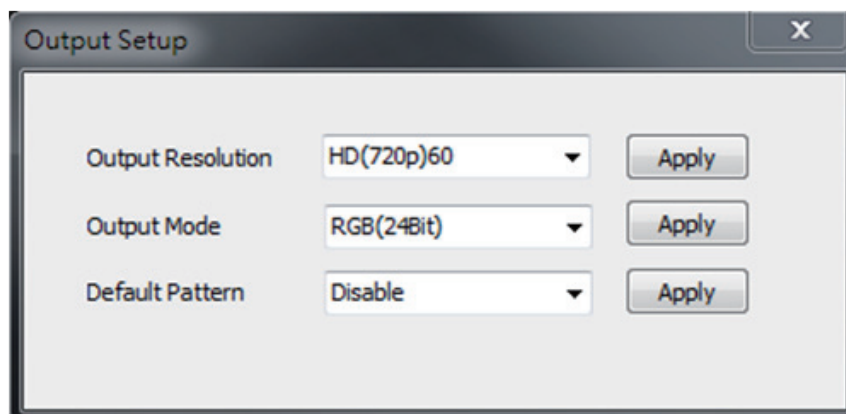 Output Setup
X
Output Resolution HD(720p)60 Apply
Output Mode RGB(24Bit) Apply
Default Pattern Disable Apply